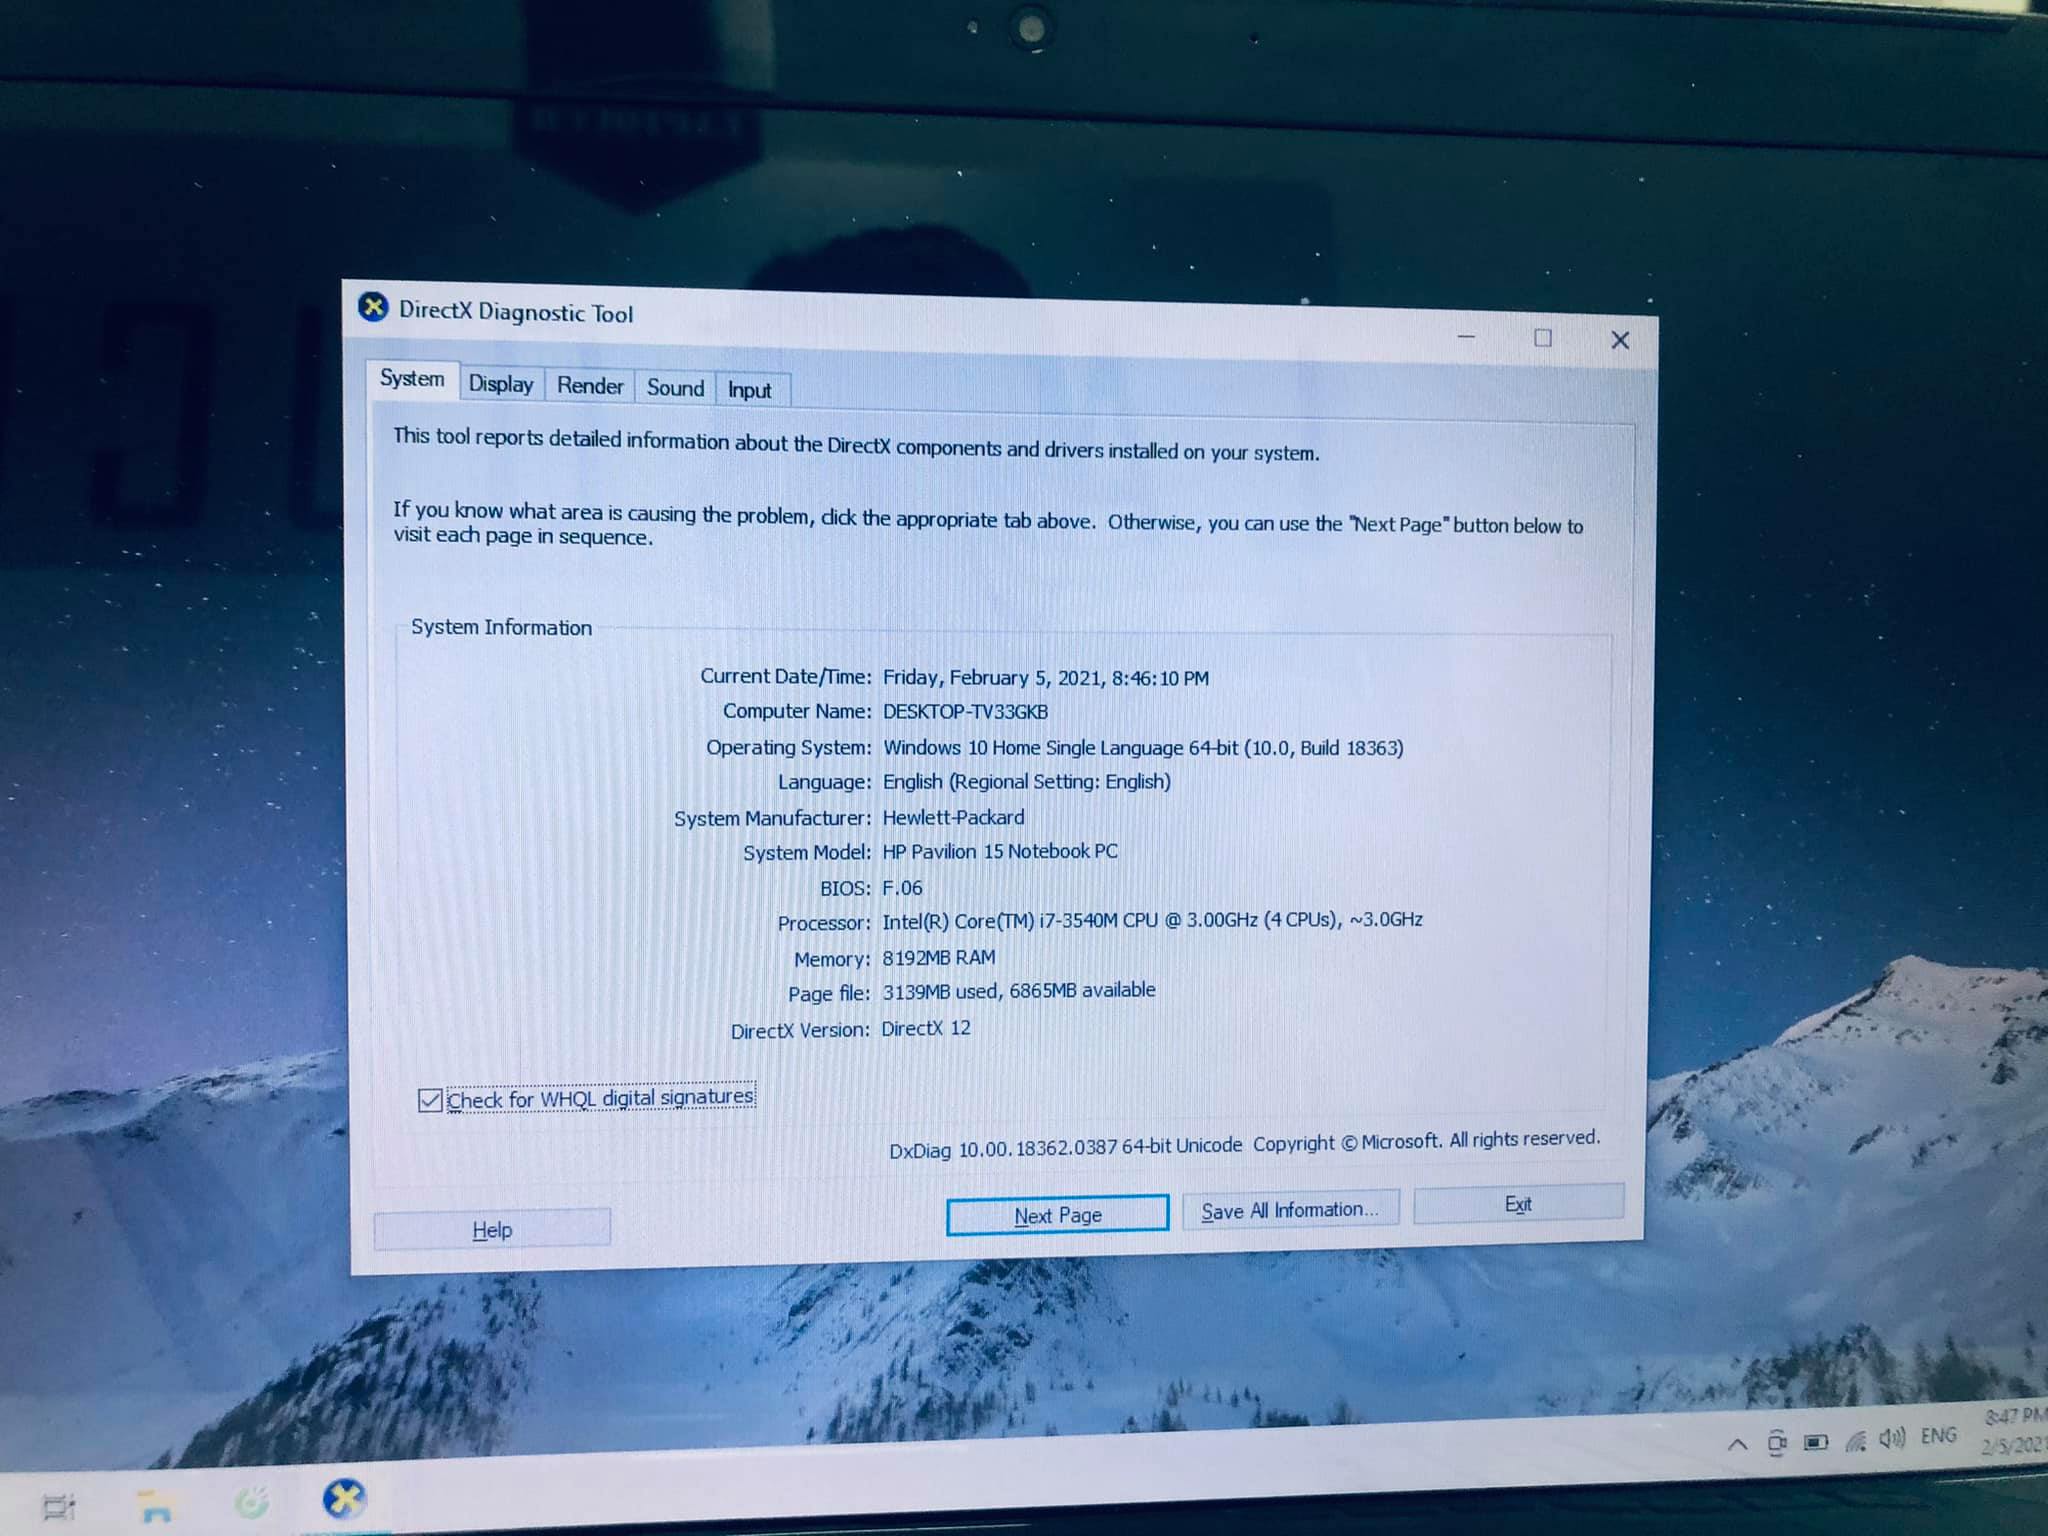 DirectX Diagnostic Tool
System Display Render Sound Input
This tool reports detailed information about the DirectX components and drivers installed on your system.
If you know what area is causing the problem, click the appropriate tab above. Otherwise, you can use the "Next Page" button below to
visit each page in sequence.
System Information
Current Date/Time: Friday, February 5, 2021, 8:46:10 PM
Computer Name: DESKTOP-TV33GKB
Operating System: Windows 10 Home Single Language 64-bit (10.0, Build 18363)
Language: English (Regional Setting: English)
System Manufacturer: Hewlett-Packard
System Model: HP Pavilion 15 Notebook PC
BIOS: F.06
Processor: Intel(R) Core(TM) i7-3540M CPU @ 3.00GHz (4 CPUs), ~3.0GHz
Memory: 8192MB RAM
Page file: 3139MB used, 6865MB available
DirectX Version: DirectX 12
Check for WHQL digital signatures
DxDiag 10.00.18362.0387 64-bit Unicode Copyright © Microsoft. All rights reserved.
Help Next Page Save All Information... Exit
ENG
8:47 PM
2/5/2021